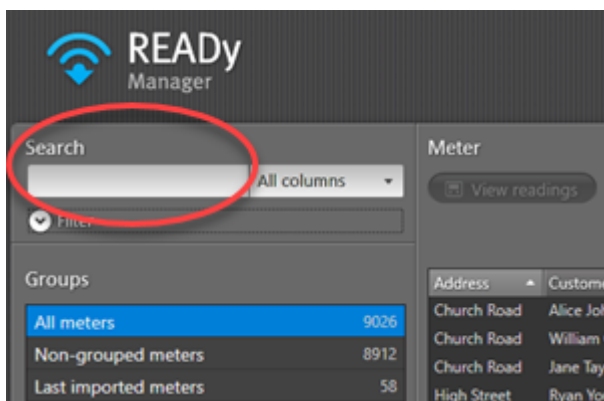 READy
Manager
Search
All columns
Filter
Groups
All meters 9026
Non-grouped meters 8912
Last imported meters 58
Meter
View readings
Address
Church Road Alice
Church Road William
Church Road Jane
High Street Ryan